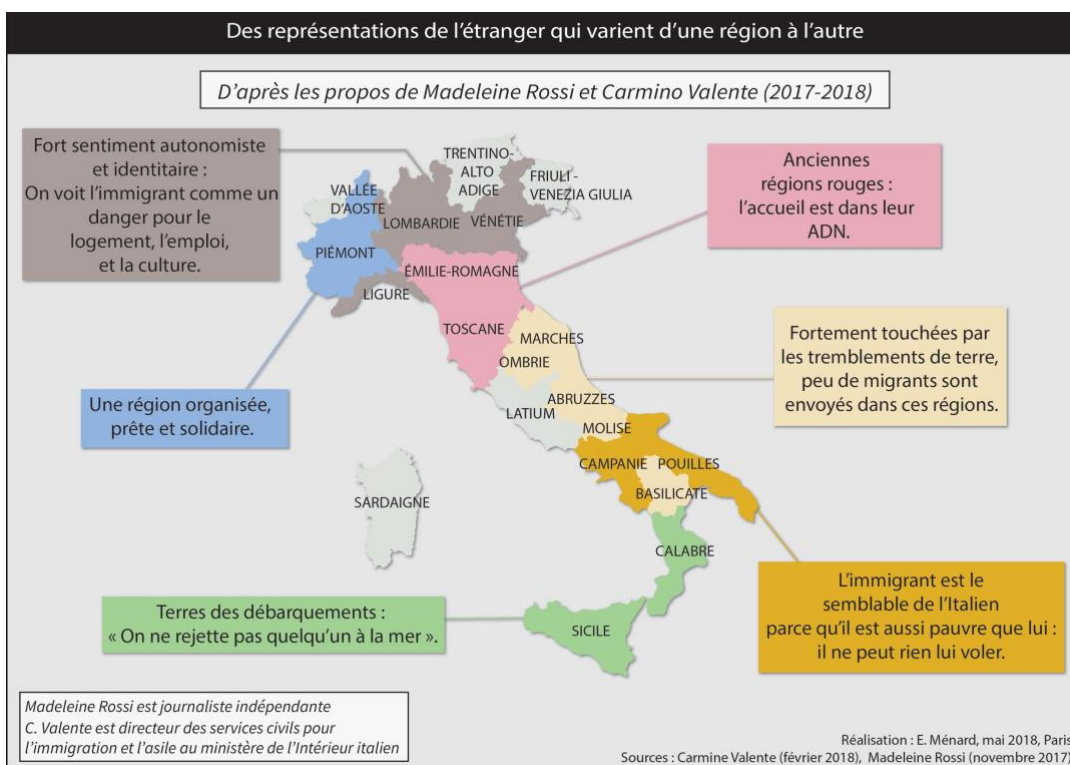 Des représentations de l'étranger qui varient d'une région à l'autre
D'après les propos de Madeleine Rossi et Carmino Valente (2017-2018)
Fort sentiment autonomiste
et identitaire :
On voit l'immigrant comme un
danger pour le
logement, l'emploi,
et la culture.
TRENTINO-
ALTO
ADIGE
FRIULI -
VENEZIA GIULIA
VALLÉE
D'AOSTE
LOMBARDIE
VÉNÉTIE
PIÉMONT
ÉMILIE-ROMAGNE
LIGURE
Anciennes
régions rouges :
l'accueil est dans leur
ADN.
TOSCANE
MARCHES
OMBRIE
Fortement touchées par
les tremblements de terre,
peu de migrants sont
envoyés dans ces régions.
Une région organisée,
prête et solidaire.
ABRUZZES
LATIUM
MOLISE
CAMPANIE
POUILLES
BASILICATE
SARDAIGNE
CALABRE
Terres des débarquements :
« On ne rejette pas quelqu'un à la mer ».
SICILE
L'immigrant est le
semblable de l'Italien
parce qu'il est aussi pauvre que lui :
il ne peut rien lui voler.
Madeleine Rossi est journaliste indépendante
C. Valente est directeur des services civils pour
l'immigration et l'asile au ministère de l'Intérieur italien
Réalisation : E. Ménard, mai 2018, Paris
Sources : Carmine Valente (février 2018), Madeleine Rossi (novembre 2017)